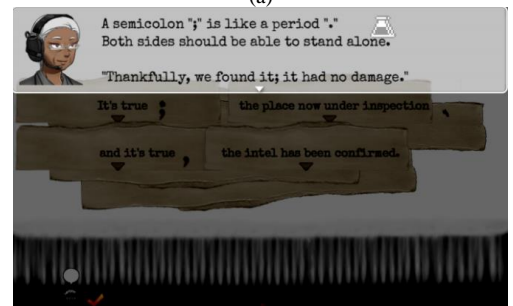 (a)
A semicolon ";" is like a period "."
Both sides should be able to stand alone.
"Thankfully, we found it; it had no damage."
It's true ; the place now under inspection ,
and it's true , the intel has been confirmed.